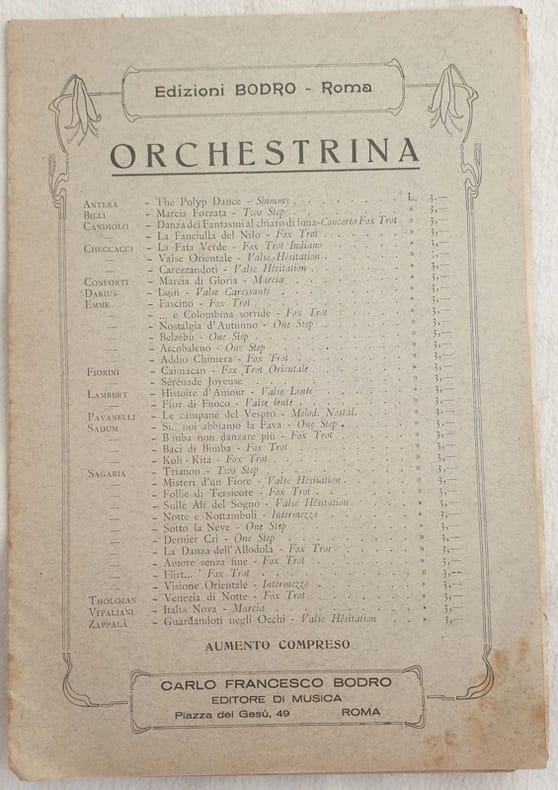 Edizioni BODRO - Roma
ORCHESTRINA
ANTERA - The Polyp Dance - Shimmy . . . . . . . . L. 3,—
BILLI - Marcia Forzata - Two Step . . . . . . . . » 3,—
CANDIOLO - Danza dei Fantasmi al chiaro di luna-Concerto Fox Trot » 3,—
— - La Fanciulla del Nilo - Fox Trot . . . . . . » 3,—
CHECCACCI - La Fata Verde - Fox Trot Indiano . . . . . . » 3,—
— - Valse Orientale - Valse Hésitation . . . . . . » 3,—
— - Carezzandoti - Valse Hésitation . . . . . . . » 3,—
CONFORTI - Marcia di Gloria - Marcia . . . . . . . » 3,—
DARIUS - Lqin - Valse Caressante . . . . . . . . » 3,—
EMME - Fascino - Fox Trot . . . . . . . . . » 3,—
— - ... e Colombina sorride - Fox Trot . . . . . . » 3,—
— - Nostalgia d'Autunno - One Step . . . . . . » 3,—
— - Belzebù - One Step . . . . . . . . . » 3,—
— - Arcobaleno - One Step . . . . . . . . » 3,—
— - Addio Chimera - Fox Trot . . . . . . . » 3,—
FIORINI - Caimacan - Fox Trot Orientale . . . . . . » 3,—
— - Sérénade Joyeuse . . . . . . . . . . » 3,—
LAMBERT - Histoire d'Amour - Valse Lente . . . . . . » 3,—
— - Fior di Fuoco - Valse lente . . . . . . . » 3,—
PAVANELLI - Le campane del Vespro - Melod. Nostal. . . . . » 3,—
SADUM - Si.. noi abbiamo la Fava - One Step . . . . . » 3,—
— - Bimba non danzare più - Fox Trot . . . . . » 3,—
— - Baci di Bimba - Fox Trot . . . . . . . » 3,—
— - Koh-Kita - Fox Trot . . . . . . . . » 3,—
SAGARIA - Trianon - Two Step . . . . . . . . . » 3,—
— - Misteri d'un Fiore - Valse Hésitation . . . . . » 3,—
— - Follie di Tersicore - Fox Trot . . . . . . . » 3,—
— - Sulle Ali del Sogno - Valse Hésitation . . . . . » 3,—
— - Notte e Nottambuli - Intermezzo . . . . . . » 3,—
— - Sotto la Neve - One Step . . . . . . . » 3,—
— - Dernier Cri - One Step . . . . . . . . » 3,—
— - La Danza dell'Allodola - Fox Trot . . . . . . » 3,—
— - Amore senza fine - Fox Trot . . . . . . . » 3,—
— - Flirt... - Fox Trot . . . . . . . . . » 3,—
— - Visione Orientale - Intermezzo . . . . . . . » 3,—
THOLOZAN - Venezia di Notte - Fox Trot . . . . . . . » 3,—
VITALIANI - Italia Nova - Marcia . . . . . . . . . » 3,—
ZAPPALÀ - Guardandoti negli Occhi - Valse Hésitation . . . . » 3,—
AUMENTO COMPRESO
CARLO FRANCESCO BODRO
EDITORE DI MUSICA
Piazza del Gesù, 49 ROMA